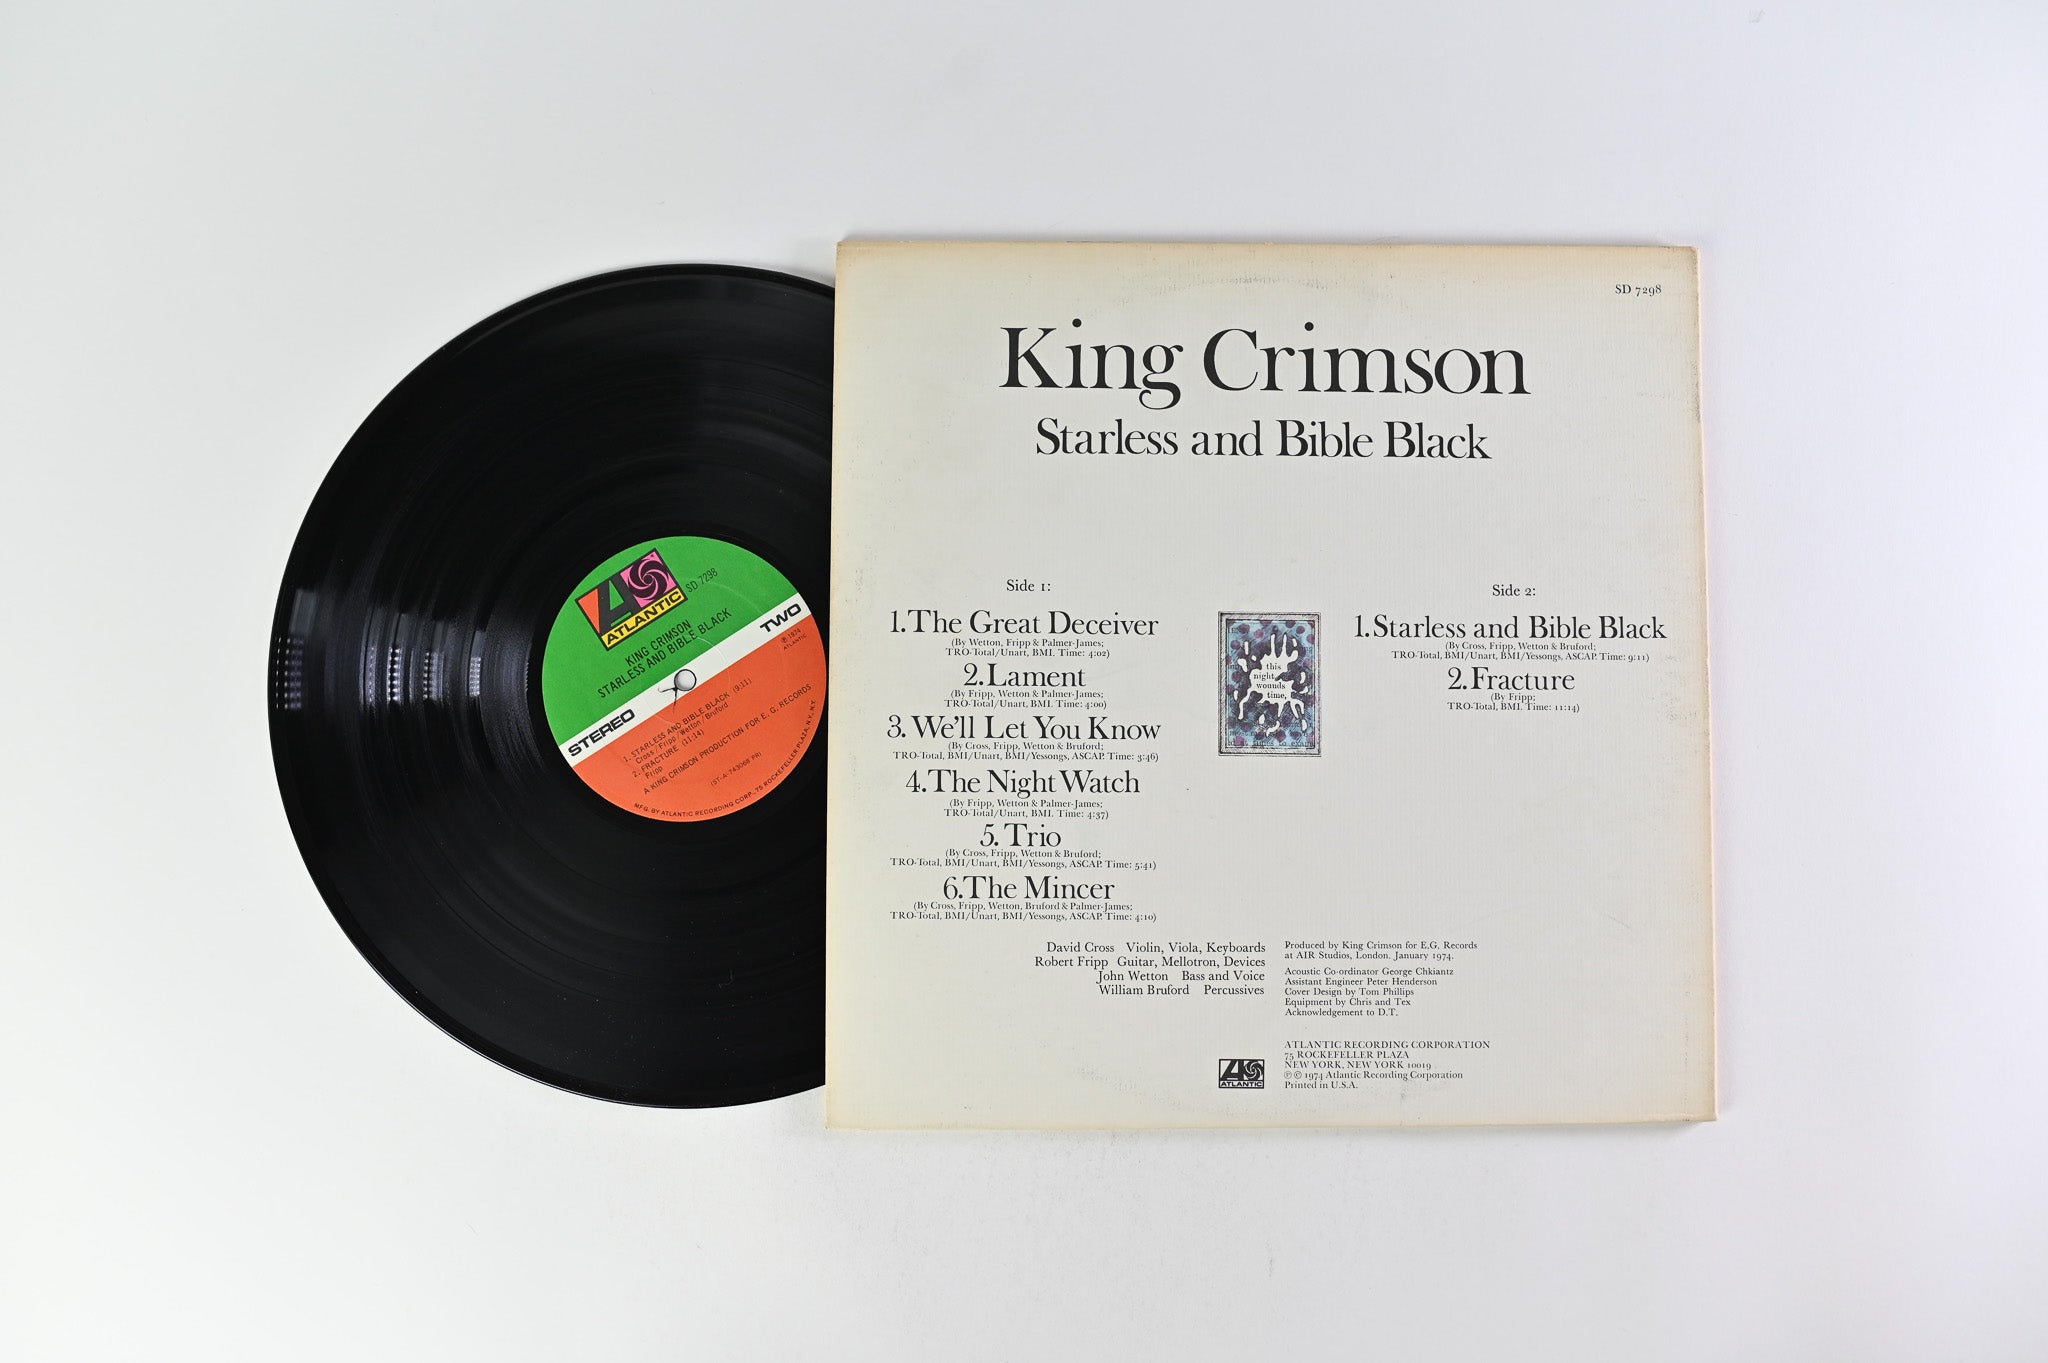 ATLANTIC
SD 7298
KING CRIMSON
STARLESS AND BIBLE BLACK
STEREO
TWO
℗ 1974
ATLANTIC
1. STARLESS AND BIBLE BLACK (9:11)
Cross / Fripp / Wetton / Bruford
2. FRACTURE (11:14)
Fripp
A KING CRIMSON PRODUCTION FOR E. G. RECORDS
(ST-A-743068 PR)
MFG. BY ATLANTIC RECORDING CORP., 75 ROCKEFELLER PLAZA, N.Y., N.Y.
SD 7298
King Crimson
Starless and Bible Black
Side 1:
1.The Great Deceiver
(By Wetton, Fripp & Palmer-James;
TRO-Total/Unart, BMI. Time: 4:02)
2.Lament
(By Fripp, Wetton & Palmer-James;
TRO-Total/Unart, BMI. Time: 4:00)
3.We'll Let You Know
(By Cross, Fripp, Wetton & Bruford;
TRO-Total, BMI/Unart, BMI/Yessongs, ASCAP. Time: 3:46)
4.The Night Watch
(By Fripp, Wetton & Palmer-James;
TRO-Total/Unart, BMI. Time: 4:37)
5.Trio
(By Cross, Fripp, Wetton & Bruford;
TRO-Total, BMI/Unart, BMI/Yessongs, ASCAP. Time: 5:41)
6.The Mincer
(By Cross, Fripp, Wetton, Bruford & Palmer-James;
TRO-Total, BMI/Unart, BMI/Yessongs, ASCAP. Time: 4:10)
this
night
wounds
time,
Side 2:
1.Starless and Bible Black
(By Cross, Fripp, Wetton & Bruford;
TRO-Total, BMI/Unart, BMI/Yessongs, ASCAP. Time: 9:11)
2.Fracture
(By Fripp;
TRO-Total, BMI. Time: 11:14)
David Cross Violin, Viola, Keyboards
Robert Fripp Guitar, Mellotron, Devices
John Wetton Bass and Voice
William Bruford Percussives
Produced by King Crimson for E.G. Records
at AIR Studios, London. January 1974.
Acoustic Co-ordinator George Chkiantz
Assistant Engineer Peter Henderson
Cover Design by Tom Phillips
Equipment by Chris and Tex
Acknowledgement to D.T.
ATLANTIC
ATLANTIC RECORDING CORPORATION
75 ROCKEFELLER PLAZA
NEW YORK, NEW YORK 10019
℗ © 1974 Atlantic Recording Corporation
Printed in U.S.A.